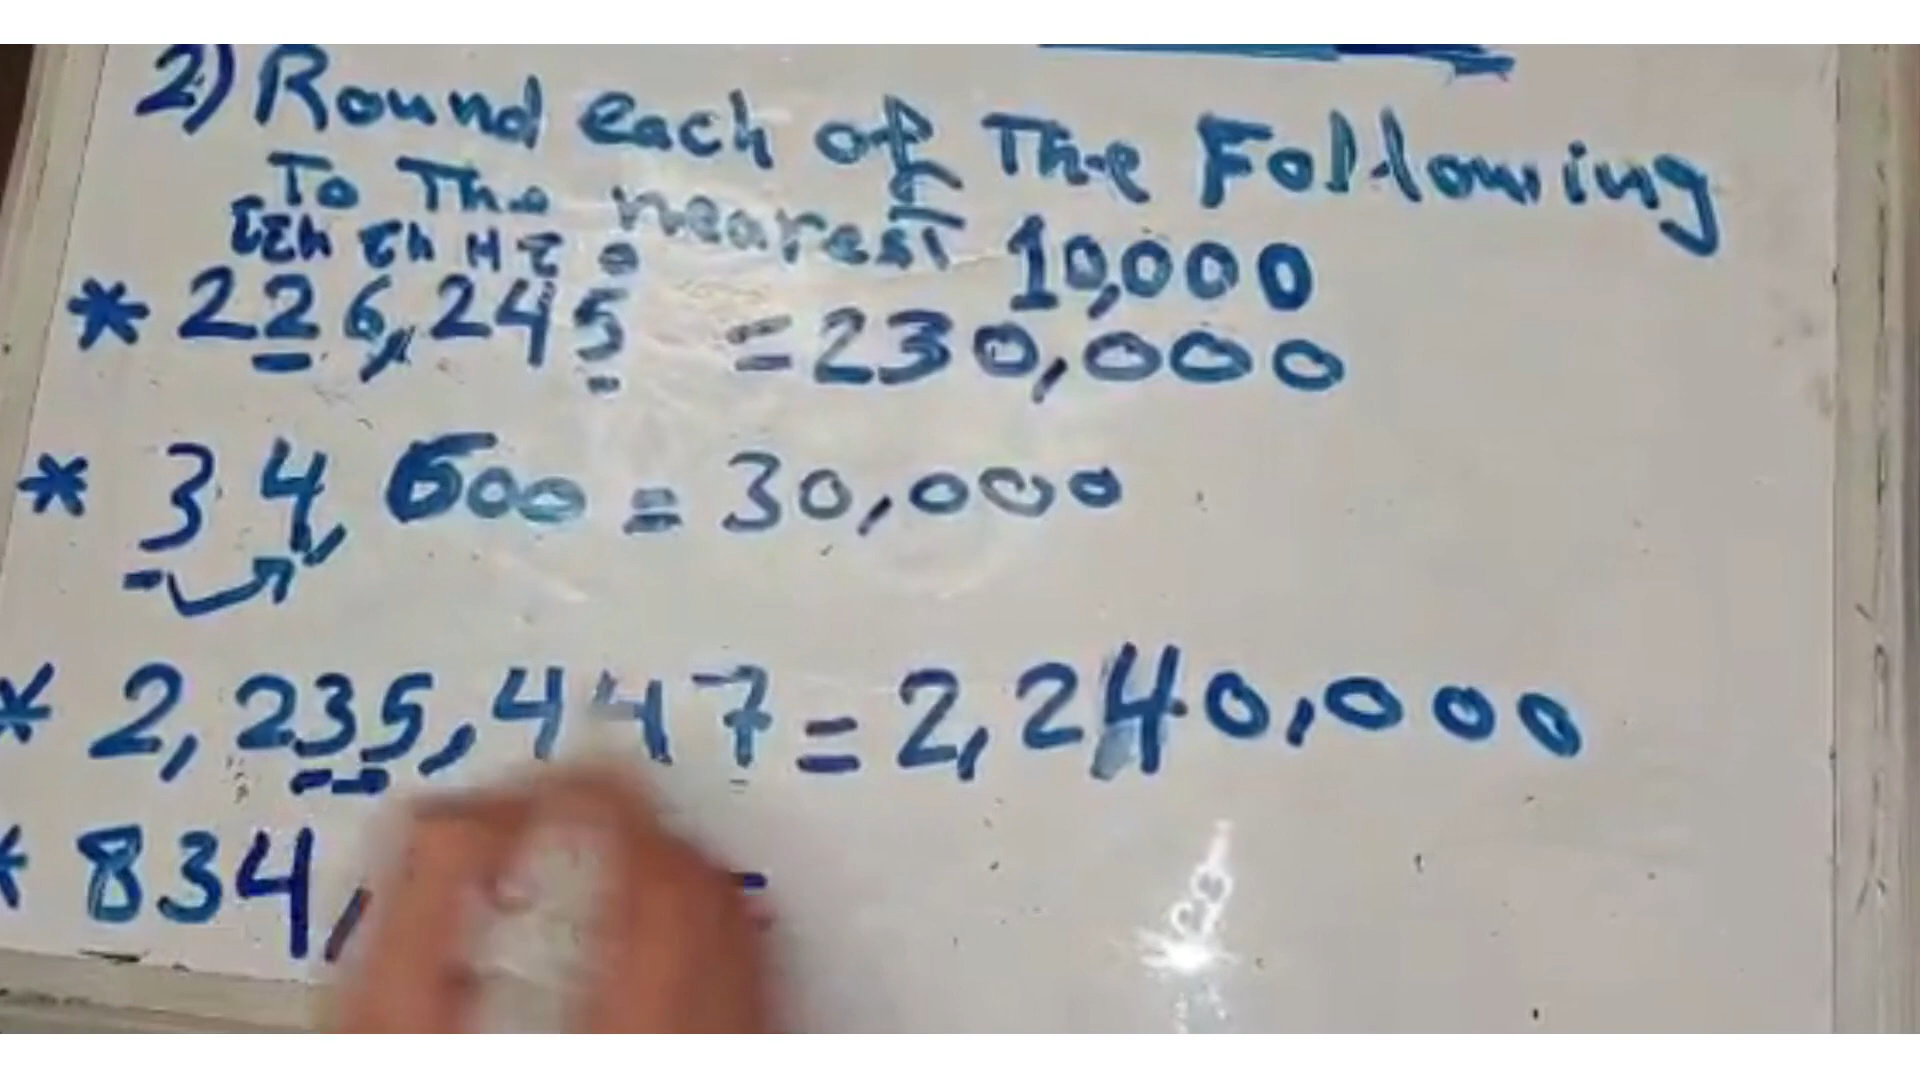 2) Round each of The Following
To The nearest 10,000
TTh Th H T O
* 226,245 = 230,000
* 34,600 = 30,000
* 2,235,447 = 2,240,000
* 834, =